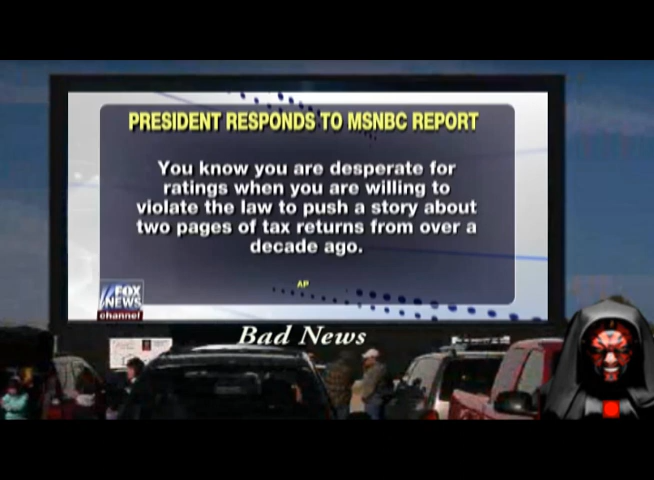 PRESIDENT RESPONDS TO MSNBC REPORT
You know you are desperate for
ratings when you are willing to
violate the law to push a story about
two pages of tax returns from over a
decade ago.
AP
FOX
NEWS
channel
Bad News